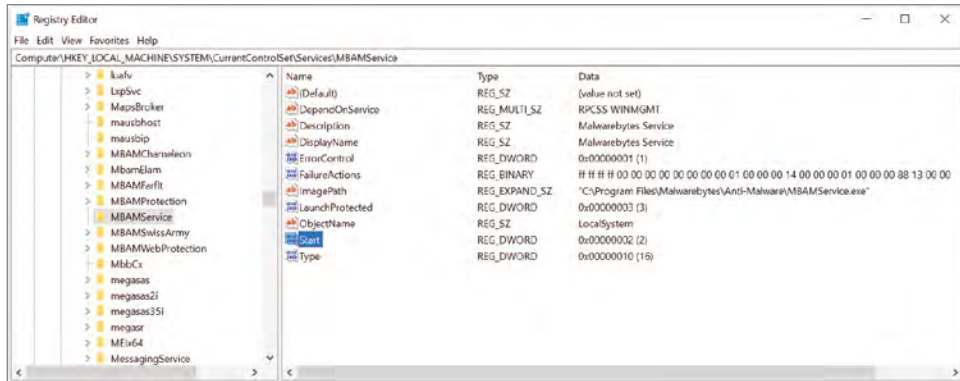 Registry Editor
File Edit View Favorites Help
Computer\HKEY_LOCAL_MACHINE\SYSTEM\CurrentControlSet\Services\MBAMService
luafv
LxpSvc
MapsBroker
mausbhost
mausbip
MBAMChameleon
MbamElam
MBAMFarflt
MBAMProtection
MBAMService
MBAMSwissArmy
MBAMWebProtection
MbbCx
megasas
megasas2i
megasas35i
megasr
MEIx64
MessagingService
Name Type Data
(Default) REG_SZ (value not set)
DependOnService REG_MULTI_SZ RPCSS WINMGMT
Description REG_SZ Malwarebytes Service
DisplayName REG_SZ Malwarebytes Service
ErrorControl REG_DWORD 0x00000001 (1)
FailureActions REG_BINARY ff ff ff ff 00 00 00 00 00 00 00 00 01 00 00 00 14 00 00 00 01 00 00 00 88 13 00 00
ImagePath REG_EXPAND_SZ "C:\Program Files\Malwarebytes\Anti-Malware\MBAMService.exe"
LaunchProtected REG_DWORD 0x00000003 (3)
ObjectName REG_SZ LocalSystem
Start REG_DWORD 0x00000002 (2)
Type REG_DWORD 0x00000010 (16)